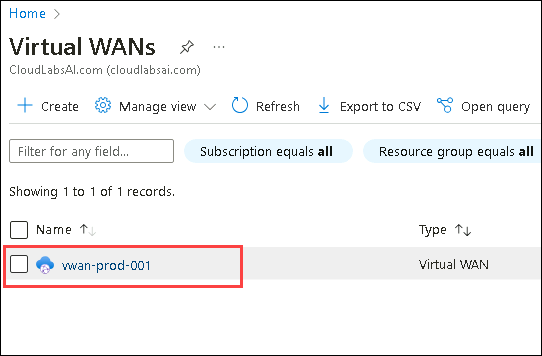 Home >
Virtual WANs ...
CloudLabsAI.com (cloudlabsai.com)
+ Create Manage view Refresh Export to CSV Open query
Filter for any field... Subscription equals all Resource group equals all
Showing 1 to 1 of 1 records.
Name ↑↓ Type ↑↓
vwan-prod-001 Virtual WAN